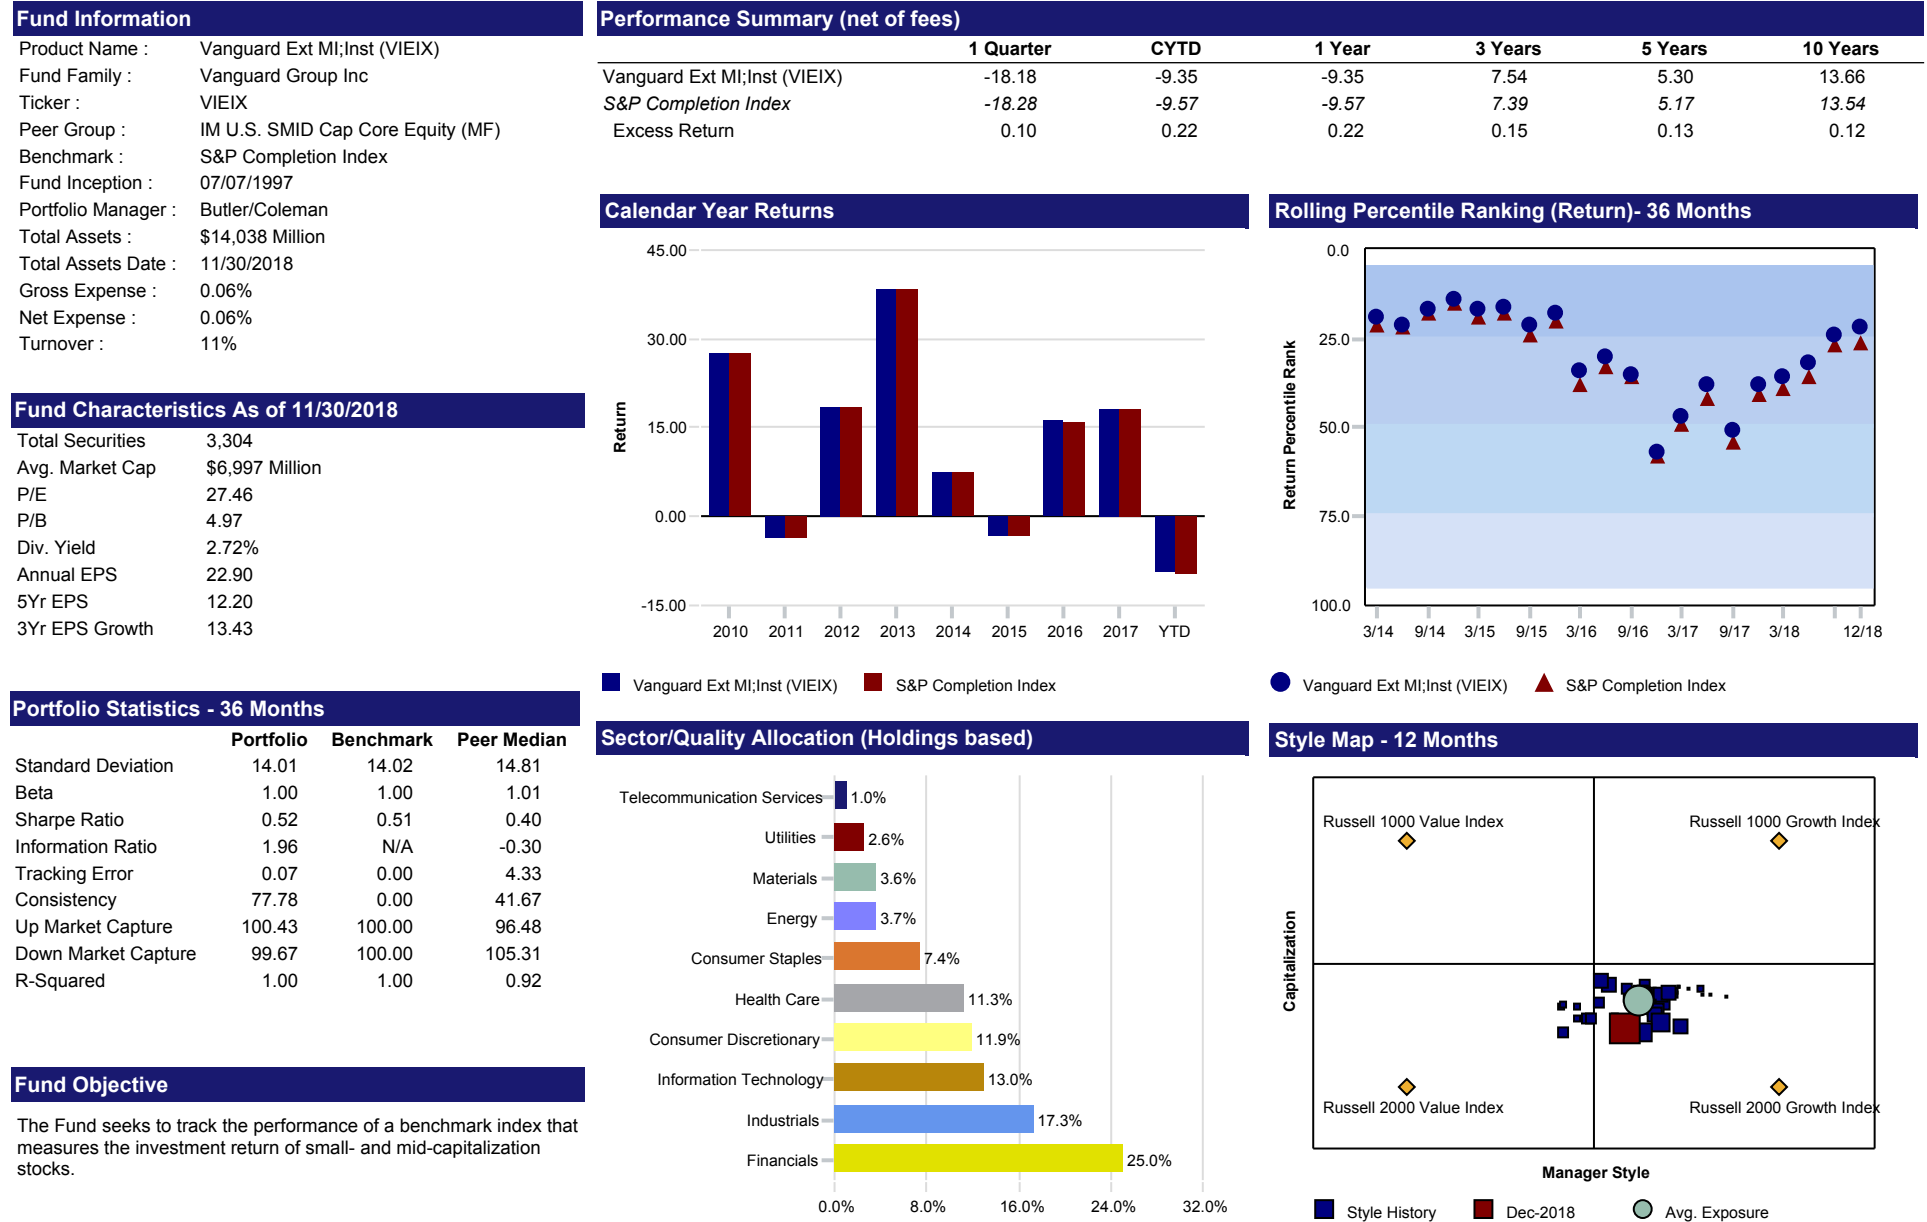 Fund Information
Product Name : Vanguard Ext MI;Inst (VIEIX)
Fund Family : Vanguard Group Inc
Ticker : VIEIX
Peer Group : IM U.S. SMID Cap Core Equity (MF)
Benchmark : S&P Completion Index
Fund Inception : 07/07/1997
Portfolio Manager : Butler/Coleman
Total Assets : $14,038 Million
Total Assets Date : 11/30/2018
Gross Expense : 0.06%
Net Expense : 0.06%
Turnover : 11%
Fund Characteristics As of 11/30/2018
Total Securities 3,304
Avg. Market Cap $6,997 Million
P/E 27.46
P/B 4.97
Div. Yield 2.72%
Annual EPS 22.90
5Yr EPS 12.20
3Yr EPS Growth 13.43
Portfolio Statistics - 36 Months
Portfolio Benchmark Peer Median
Standard Deviation 14.01 14.02 14.81
Beta 1.00 1.00 1.01
Sharpe Ratio 0.52 0.51 0.40
Information Ratio 1.96 N/A -0.30
Tracking Error 0.07 0.00 4.33
Consistency 77.78 0.00 41.67
Up Market Capture 100.43 100.00 96.48
Down Market Capture 99.67 100.00 105.31
R-Squared 1.00 1.00 0.92
Fund Objective
The Fund seeks to track the performance of a benchmark index that
measures the investment return of small- and mid-capitalization
stocks.
Performance Summary (net of fees)
1 Quarter CYTD 1 Year 3 Years 5 Years 10 Years
Vanguard Ext MI;Inst (VIEIX) -18.18 -9.35 -9.35 7.54 5.30 13.66
S&P Completion Index -18.28 -9.57 -9.57 7.39 5.17 13.54
Excess Return 0.10 0.22 0.22 0.15 0.13 0.12
Calendar Year Returns
45.00
30.00
15.00
0.00
-15.00
Return
2010 2011 2012 2013 2014 2015 2016 2017 YTD
Vanguard Ext MI;Inst (VIEIX) S&P Completion Index
Rolling Percentile Ranking (Return)- 36 Months
0.0
25.0
50.0
75.0
100.0
Return Percentile Rank
3/14 9/14 3/15 9/15 3/16 9/16 3/17 9/17 3/18 12/18
Vanguard Ext MI;Inst (VIEIX) S&P Completion Index
Sector/Quality Allocation (Holdings based)
Telecommunication Services 1.0%
Utilities 2.6%
Materials 3.6%
Energy 3.7%
Consumer Staples 7.4%
Health Care 11.3%
Consumer Discretionary 11.9%
Information Technology 13.0%
Industrials 17.3%
Financials 25.0%
0.0% 8.0% 16.0% 24.0% 32.0%
Style Map - 12 Months
Capitalization
Russell 1000 Value Index Russell 1000 Growth Index
Russell 2000 Value Index Russell 2000 Growth Index
Manager Style
Style History Dec-2018 Avg. Exposure